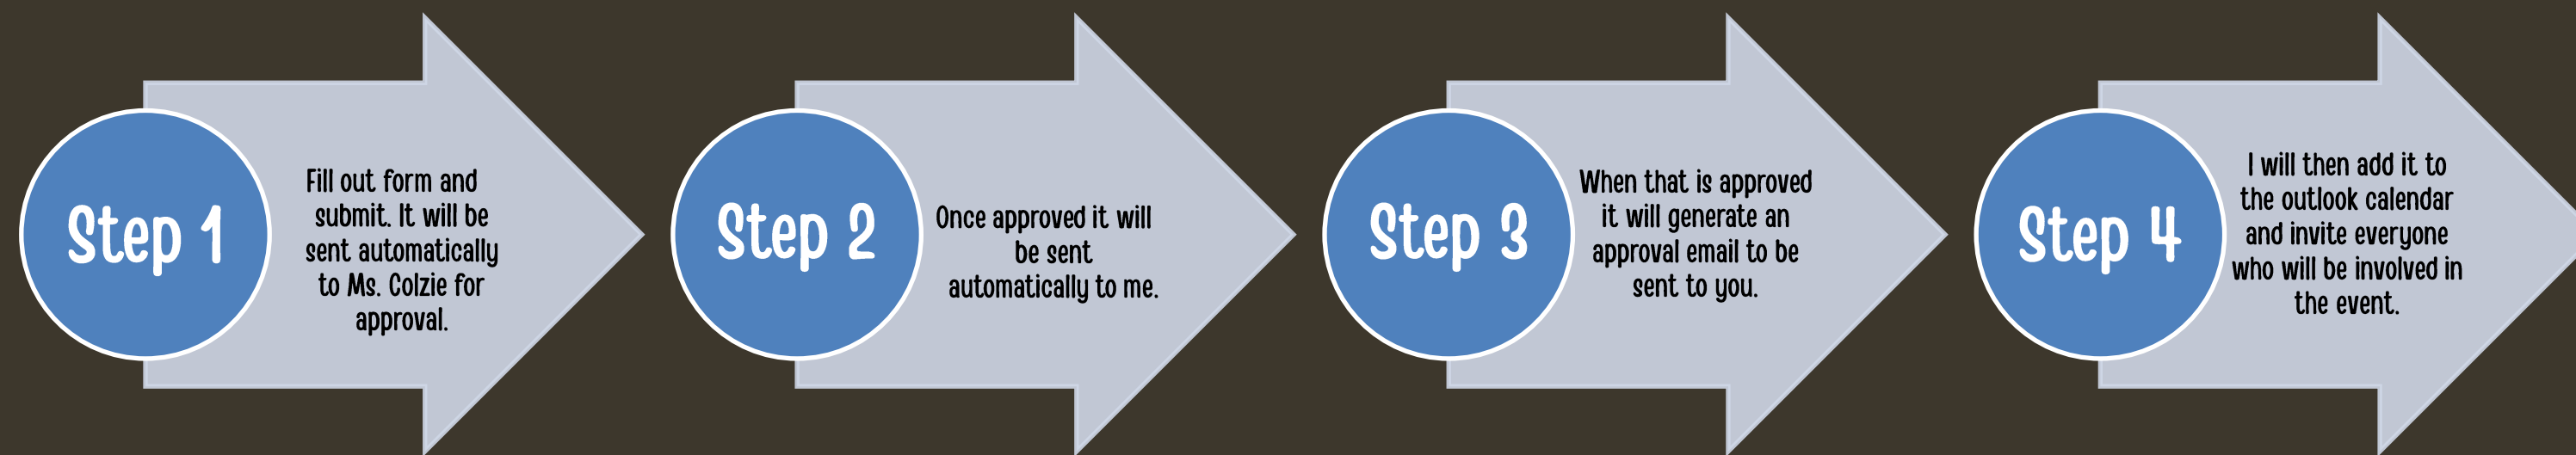 Step 1
Fill out form and
submit. It will be
sent automatically
to Ms. Colzie for
approval.
Step 2
Once approved it will
be sent
automatically to me.
Step 3
When that is approved
it will generate an
approval email to be
sent to you.
Step 4
I will then add it to
the outlook calendar
and invite everyone
who will be involved in
the event.